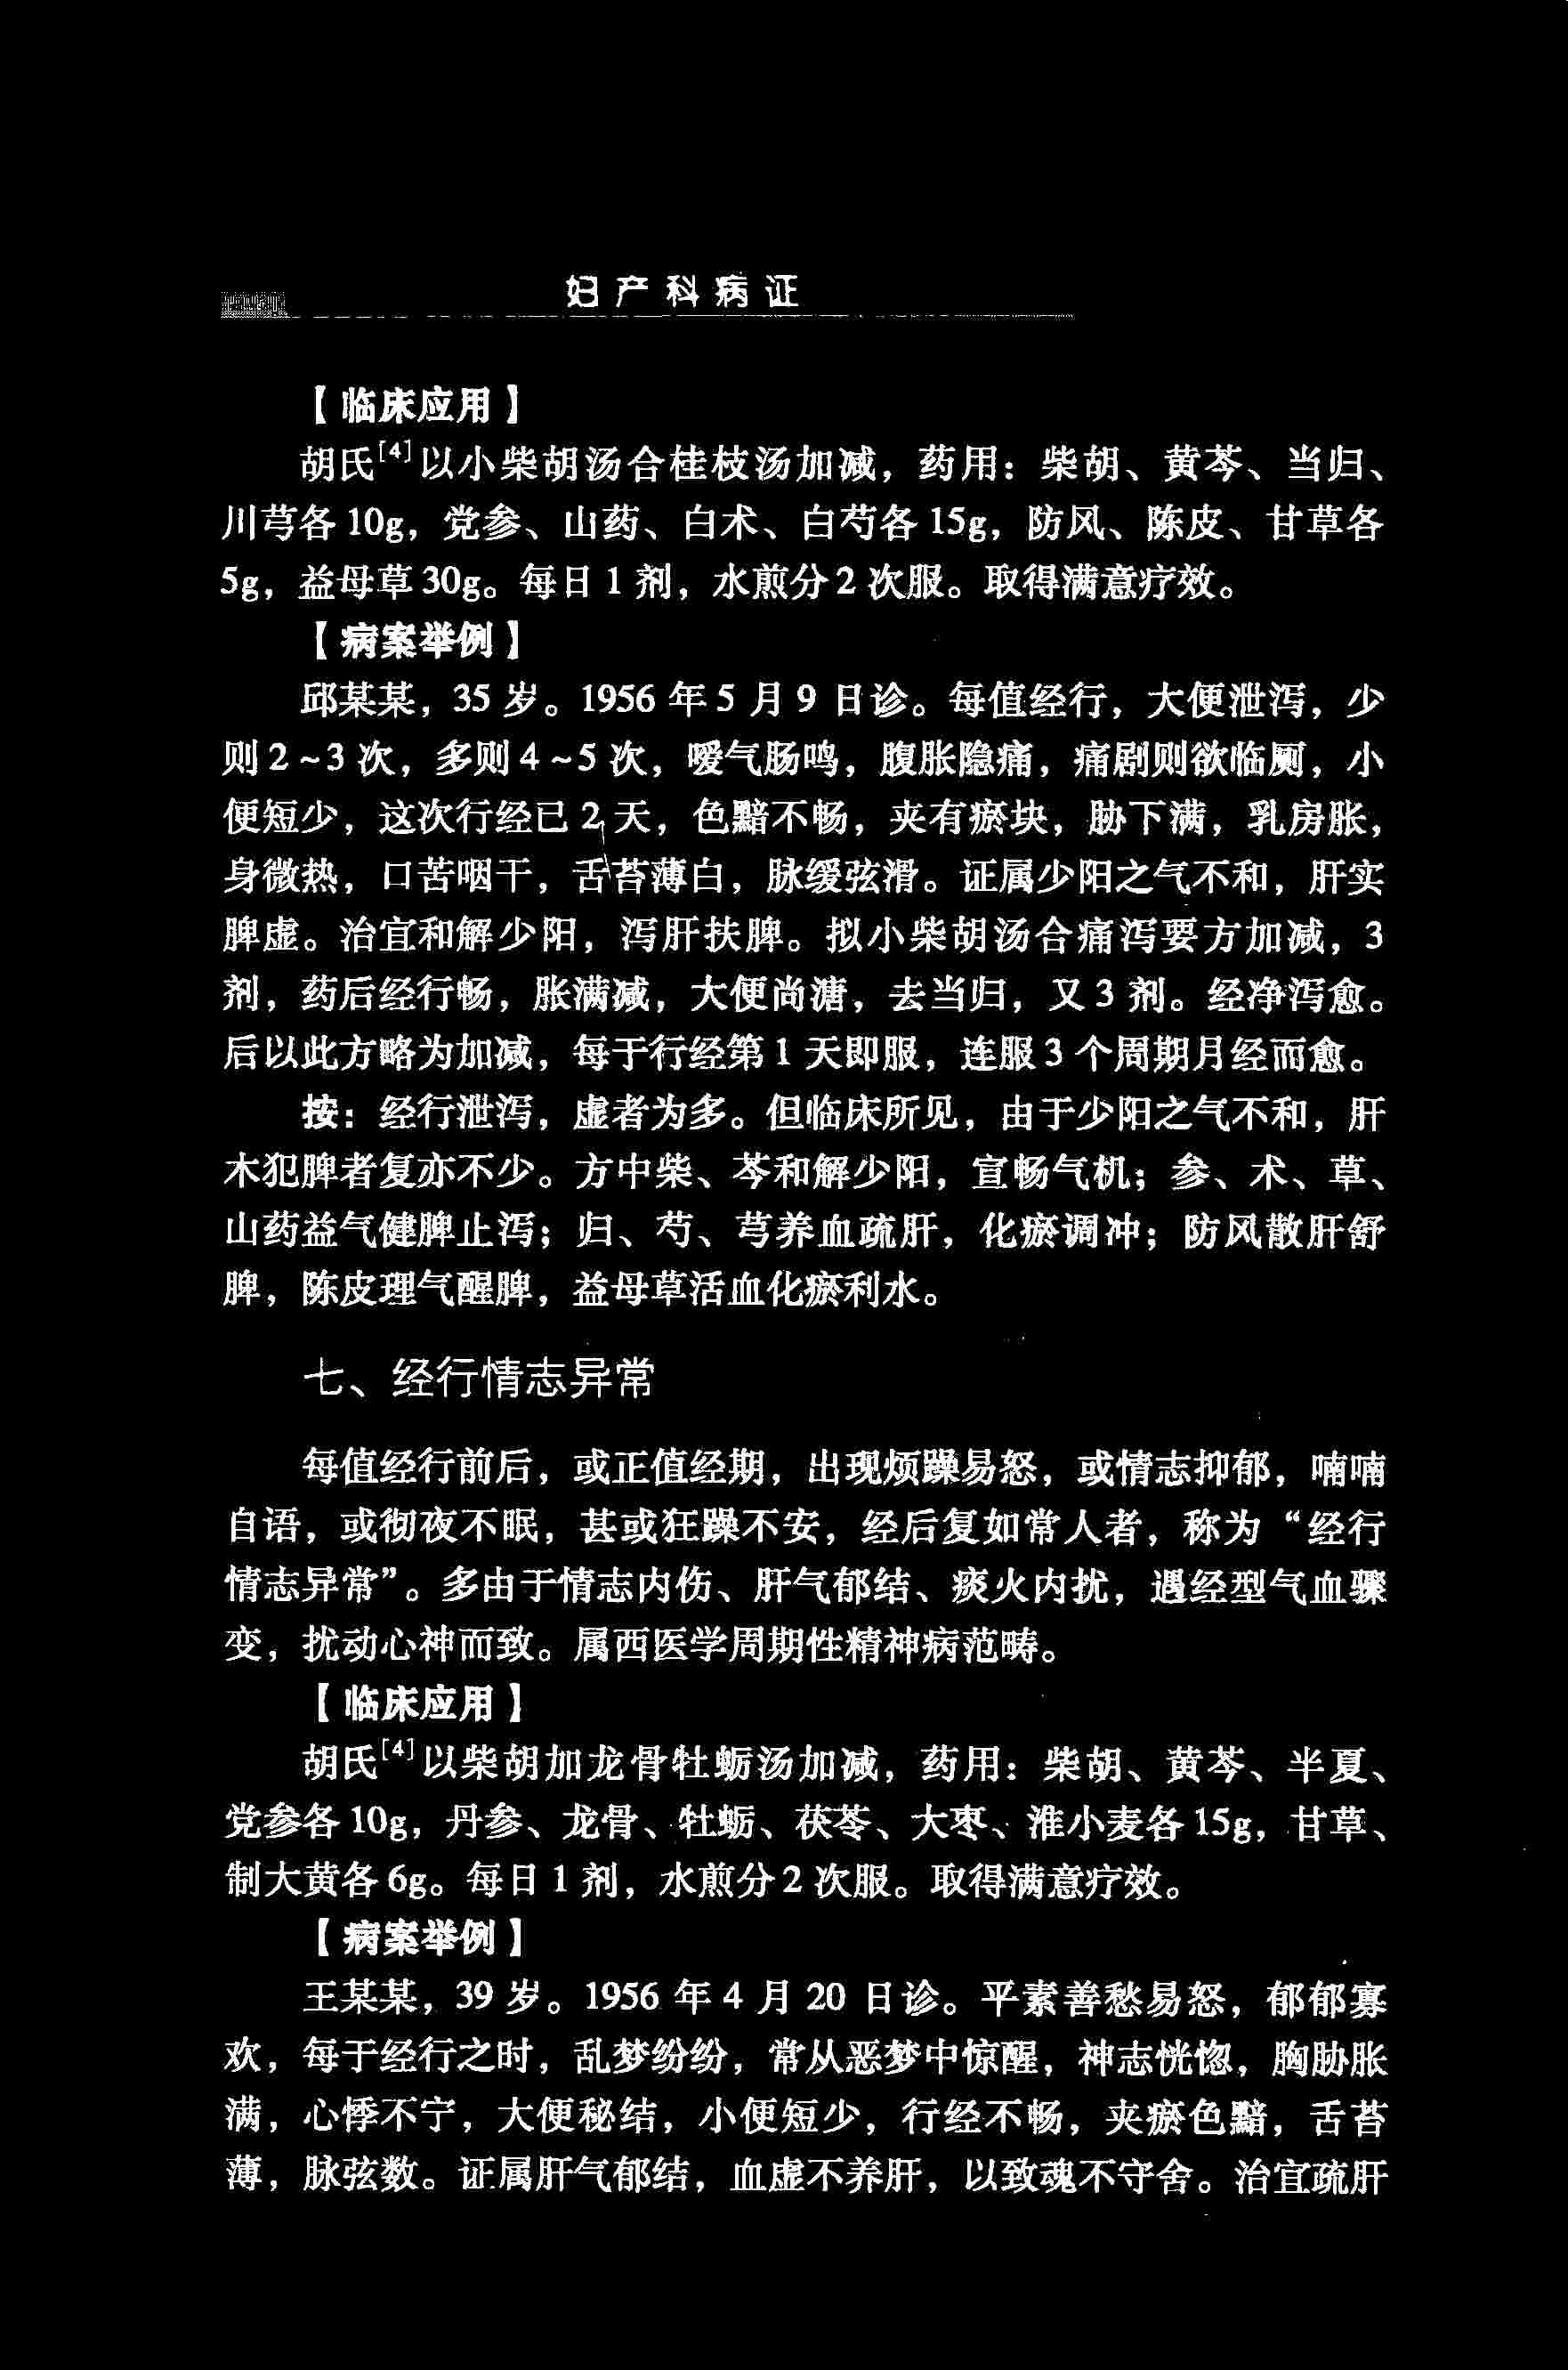 妇产科病证
【临床应用】
胡氏[4]以小柴胡汤合桂枝汤加减，药用：柴胡、黄芩、当归、
川芎各10g，党参、山药、白术、白芍各15g，防风、陈皮、甘草各
5g，益母草30g。每日1剂，水煎分2次服。取得满意疗效。
【病案举例】
邱某某，35岁。1956年5月9日诊。每值经行，大便泄泻，少
则2~3次，多则4~5次，嗳气肠鸣，腹胀隐痛，痛剧则欲临厕，小
便短少，这次行经已2天，色黯不畅，夹有瘀块，胁下满，乳房胀，
身微热，口苦咽干，舌苔薄白，脉缓弦滑。证属少阳之气不和，肝实
脾虚。治宜和解少阳，泻肝扶脾。拟小柴胡汤合痛泻要方加减，3
剂，药后经行畅，胀满减，大便尚溏，去当归，又3剂。经净泻愈。
后以此方略为加减，每于行经第1天即服，连服3个周期月经而愈。
按：经行泄泻，虚者为多。但临床所见，由于少阳之气不和，肝
木犯脾者复亦不少。方中柴、芩和解少阳，宣畅气机；参、术、草、
山药益气健脾止泻；归、芍、芎养血疏肝，化瘀调冲；防风散肝舒
脾，陈皮理气醒脾，益母草活血化瘀利水。
七、经行情志异常
每值经行前后，或正值经期，出现烦躁易怒，或情志抑郁，喃喃
自语，或彻夜不眠，甚或狂躁不安，经后复如常人者，称为“经行
情志异常”。多由于情志内伤、肝气郁结、痰火内扰，遇经型气血骤
变，扰动心神而致。属西医学周期性精神病范畴。
【临床应用】
胡氏[4]以柴胡加龙骨牡蛎汤加减，药用：柴胡、黄芩、半夏、
党参各10g，丹参、龙骨、牡蛎、茯苓、大枣、淮小麦各15g，甘草、
制大黄各6g。每日1剂，水煎分2次服。取得满意疗效。
【病案举例】
王某某，39岁。1956年4月20日诊。平素善愁易怒，郁郁寡
欢，每于经行之时，乱梦纷纷，常从恶梦中惊醒，神志恍惚，胸胁胀
满，心悸不宁，大便秘结，小便短少，行经不畅，夹瘀色黯，舌苔
薄，脉弦数。证属肝气郁结，血虚不养肝，以致魂不守舍。治宜疏肝